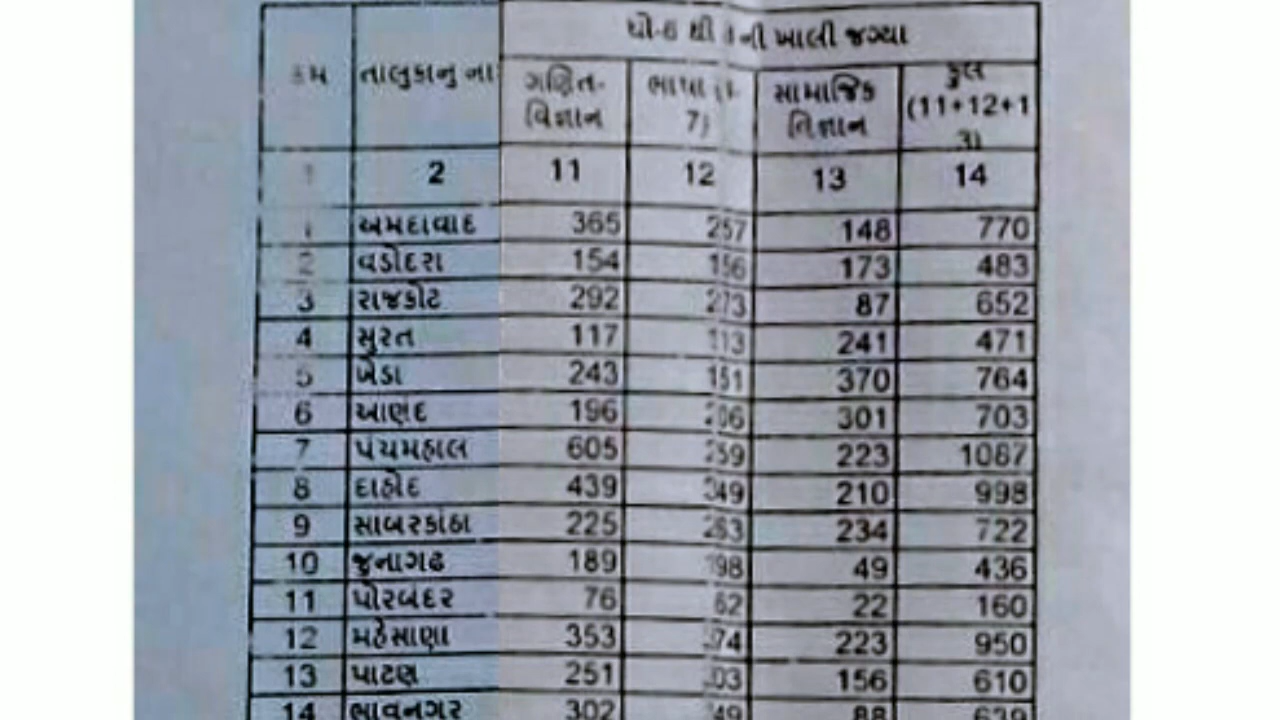 ધો-૬ થી ૮ની ખાલી જગ્યા
ક્રમ તાલુકાનુ ના ગણિત-વિજ્ઞાન ભાષા 7) સામાજિક વિજ્ઞાન કુલ (11+12+13)
1 2 11 12 13 14
1 અમદાવાદ 365 257 148 770
2 વડોદરા 154 156 173 483
3 રાજકોટ 292 273 87 652
4 સુરત 117 113 241 471
5 ખેડા 243 151 370 764
6 આણંદ 196 206 301 703
7 પંચમહાલ 605 259 223 1087
8 દાહોદ 439 349 210 998
9 સાબરકાંઠા 225 263 234 722
10 જુનાગઢ 189 198 49 436
11 પોરબંદર 76 62 22 160
12 મહેસાણા 353 374 223 950
13 પાટણ 251 203 156 610
14 ભાવનગર 302 88 639